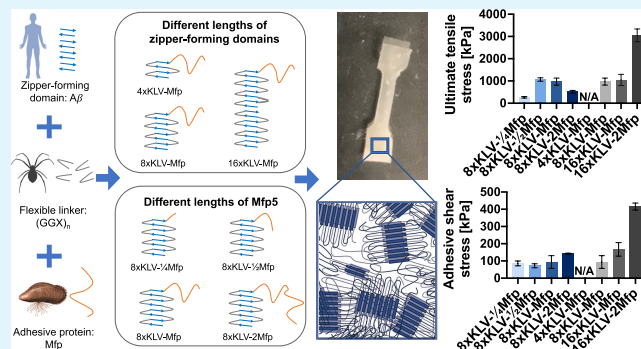 Zipper-forming
domain: Aβ
Flexible linker:
(GGX)n
Adhesive protein:
Mfp
Different lengths of
zipper-forming domains
4xKLV-Mfp
8xKLV-Mfp
16xKLV-Mfp
Different lengths of Mfp5
8xKLV-¼Mfp
8xKLV-½Mfp
8xKLV-Mfp
8xKLV-2Mfp
Ultimate tensile
stress [kPa]
4000
3000
2000
1000
0
N/A
8xKLV-¼Mfp
8xKLV-½Mfp
8xKLV-Mfp
8xKLV-2Mfp
4xKLV-Mfp
8xKLV-Mfp
16xKLV-Mfp
16xKLV-2Mfp
Adhesive shear
stress [kPa]
500
400
300
200
100
0
N/A
8xKLV-¼Mfp
8xKLV-½Mfp
8xKLV-Mfp
8xKLV-2Mfp
4xKLV-Mfp
8xKLV-Mfp
16xKLV-Mfp
16xKLV-2Mfp